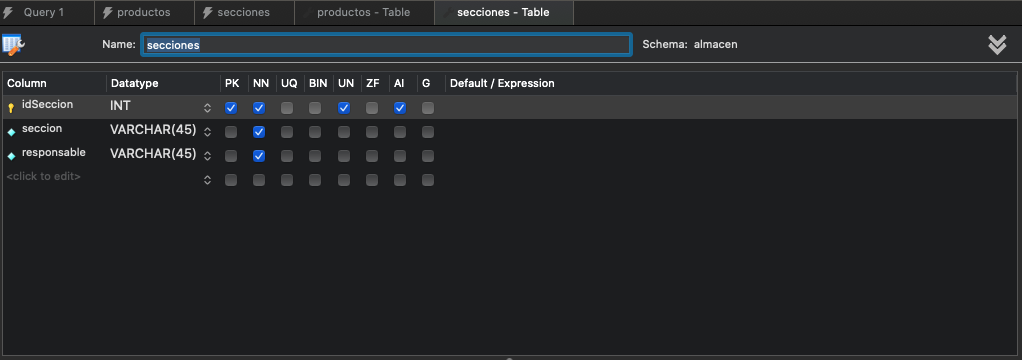 Query 1 productos secciones productos - Table secciones - Table
Name: secciones Schema: almacen
Column Datatype PK NN UQ BIN UN ZF AI G Default / Expression
idSeccion INT
seccion VARCHAR(45)
responsable VARCHAR(45)
<click to edit>